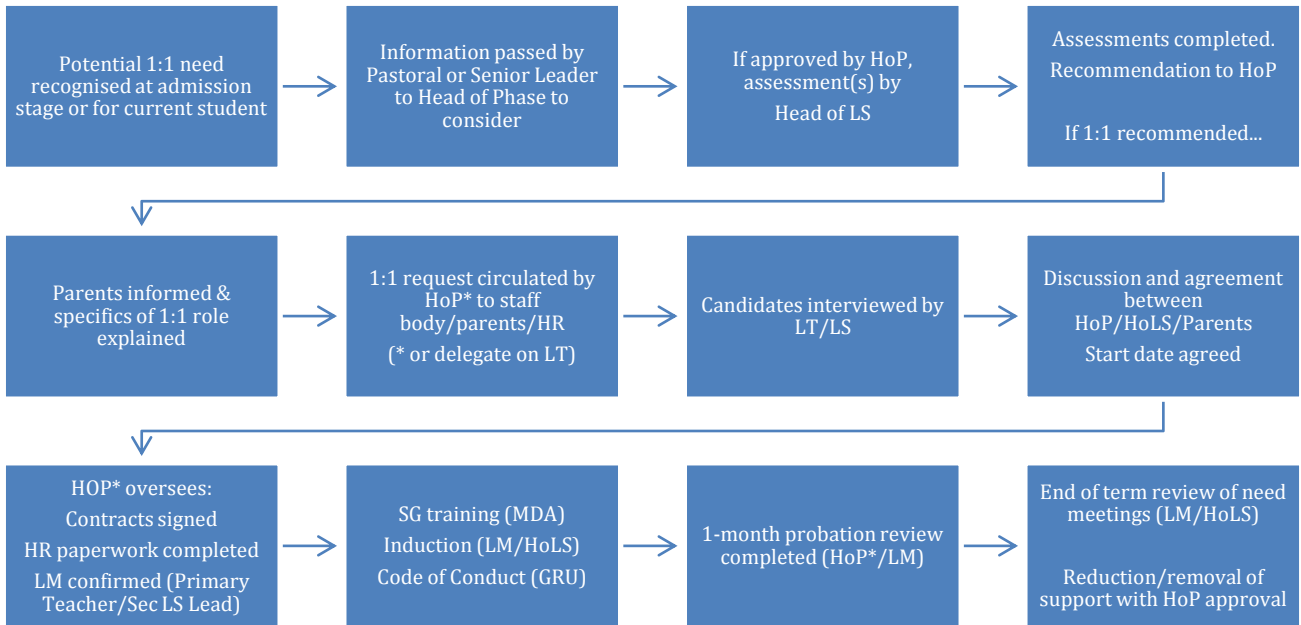 Potential 1:1 need
recognised at admission
stage or for current student
Information passed by
Pastoral or Senior Leader
to Head of Phase to
consider
If approved by HoP,
assessment(s) by
Head of LS
Assessments completed.
Recommendation to HoP
If 1:1 recommended...
Parents informed &
specifics of 1:1 role
explained
1:1 request circulated by
HoP* to staff
body/parents/HR
(* or delegate on LT)
Candidates interviewed by
LT/LS
Discussion and agreement
between
HoP/HoLS/Parents
Start date agreed
HOP* oversees:
Contracts signed
HR paperwork completed
LM confirmed (Primary
Teacher/Sec LS Lead)
SG training (MDA)
Induction (LM/HoLS)
Code of Conduct (GRU)
1-month probation review
completed (HoP*/LM)
End of term review of need
meetings (LM/HoLS)
Reduction/removal of
support with HoP approval